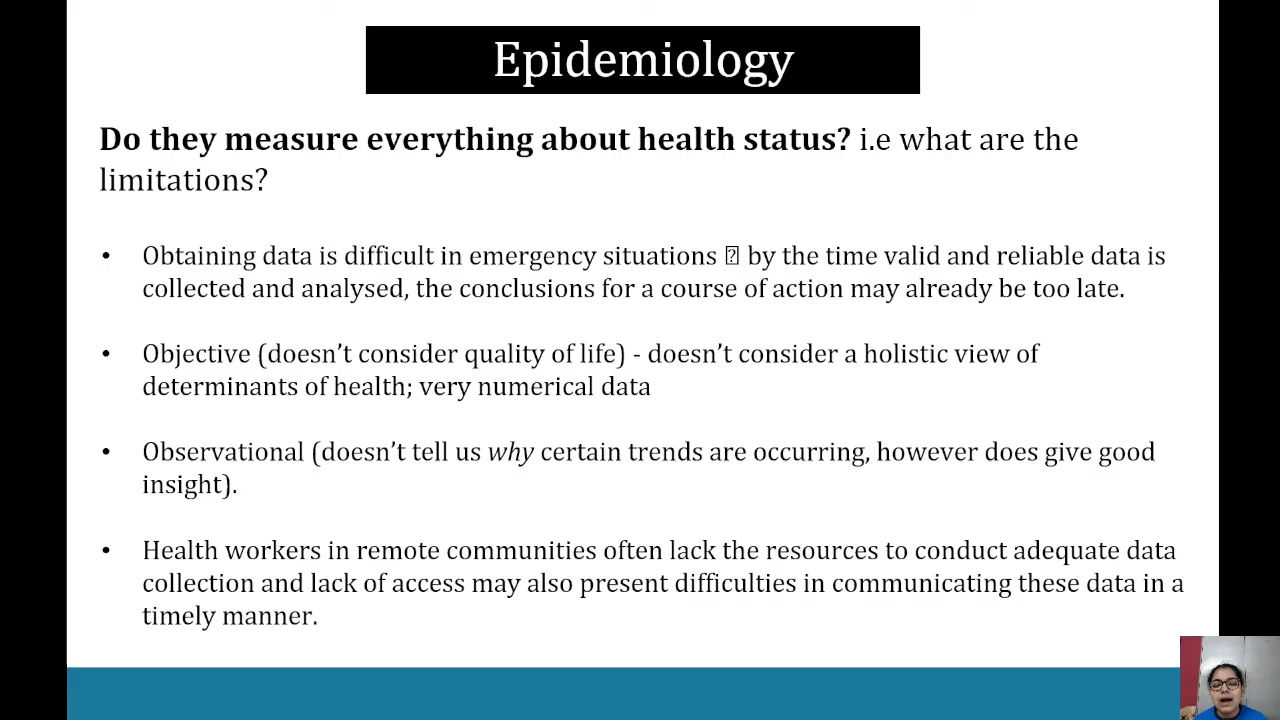 Epidemiology
Do they measure everything about health status? i.e what are the
limitations?
• Obtaining data is difficult in emergency situations ⍰ by the time valid and reliable data is
collected and analysed, the conclusions for a course of action may already be too late.
• Objective (doesn’t consider quality of life) - doesn’t consider a holistic view of
determinants of health; very numerical data
• Observational (doesn’t tell us why certain trends are occurring, however does give good
insight).
• Health workers in remote communities often lack the resources to conduct adequate data
collection and lack of access may also present difficulties in communicating these data in a
timely manner.